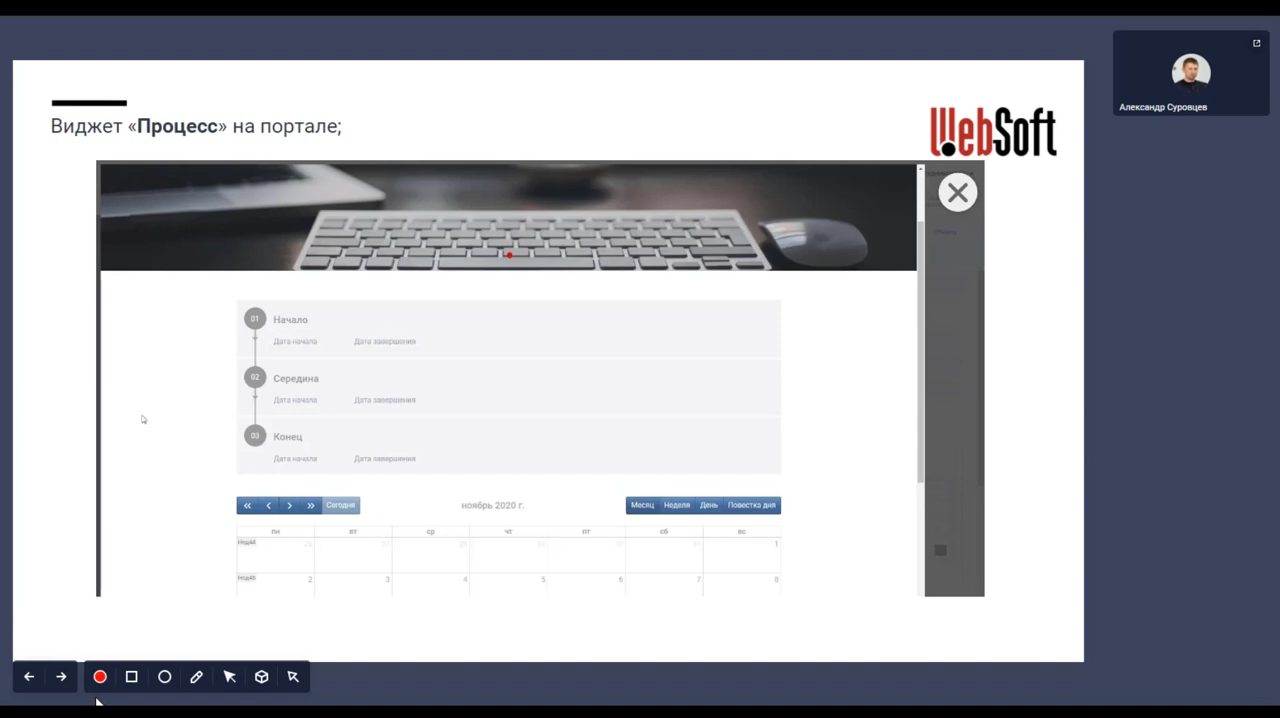 Александр Суровцев
Виджет «Процесс» на портале;
WebSoft
01 Начало
Дата начала Дата завершения
02 Середина
Дата начала Дата завершения
03 Конец
Дата начала Дата завершения
« ‹ › » Сегодня ноябрь 2020 г. Месяц Неделя День Повестка дня
пн вт ср чт пт сб вс
Нед44 1
Нед45 2 3 4 5 6 7 8